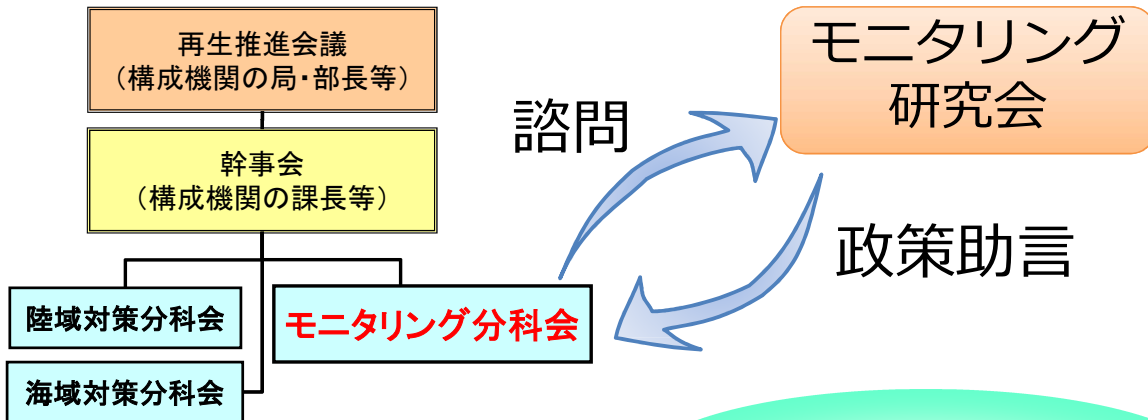 再生推進会議
（構成機関の局・部長等）
幹事会
（構成機関の課長等）
陸域対策分科会
モニタリング分科会
海域対策分科会
諮問
モニタリング
研究会
政策助言